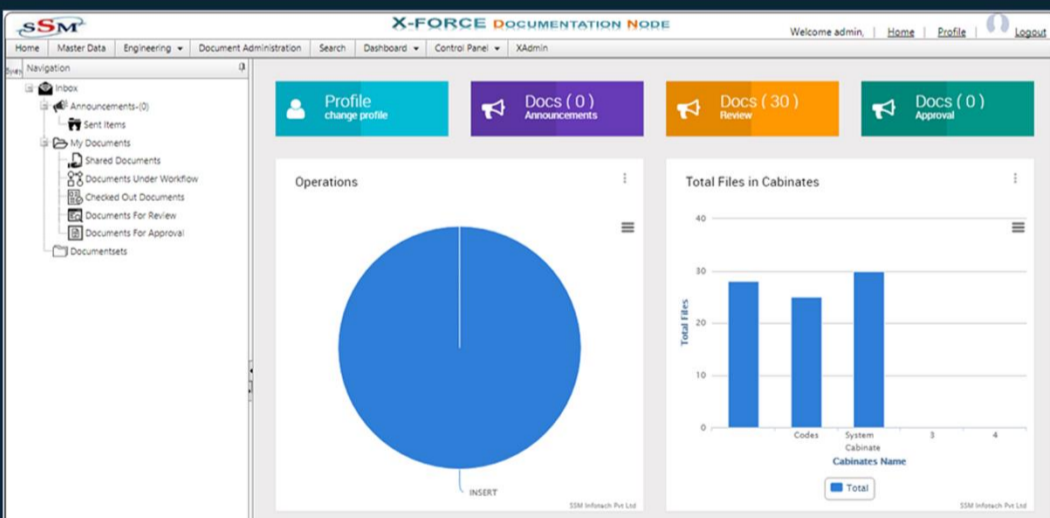 SSM
X-FORCE DOCUMENTATION NODE
Welcome admin, | Home | Profile | Logout
Home Master Data Engineering Document Administration Search Dashboard Control Panel XAdmin
Navigation
Inbox
Announcements-(0)
Sent Items
My Documents
Shared Documents
Documents Under Workflow
Checked Out Documents
Documents For Review
Documents For Approval
Documentsets
Profile
change profile
Docs ( 0 )
Announcements
Docs ( 30 )
Review
Docs ( 0 )
Approval
Operations
INSERT
SSM Infotech Pvt Ltd
Total Files in Cabinates
40
30
20
10
0
Total Files
Codes
System
Cabinate
3
4
Cabinates Name
Total
SSM Infotech Pvt Ltd